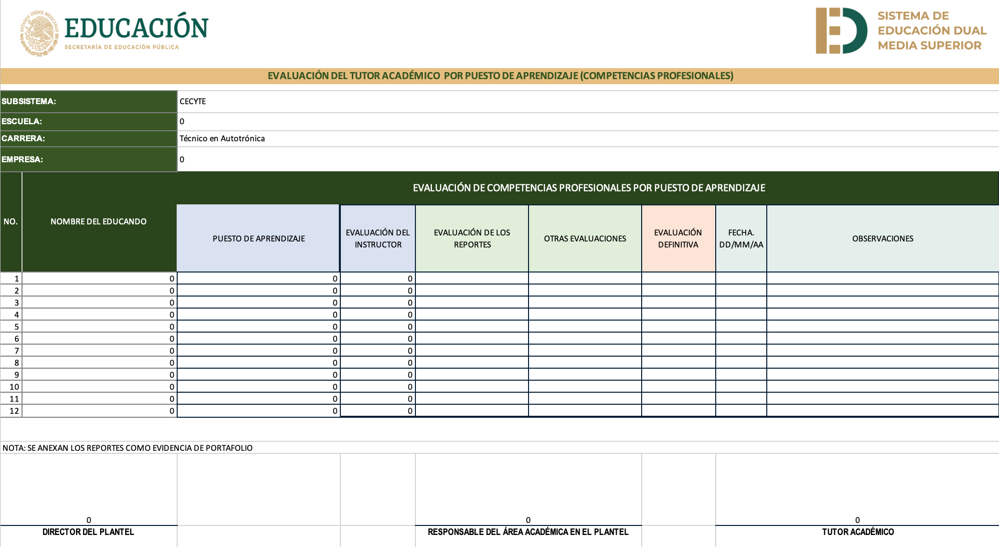 ESTADOS UNIDOS MEXICANOS
EDUCACIÓN
SECRETARÍA DE EDUCACIÓN PÚBLICA
SISTEMA DE
EDUCACIÓN DUAL
MEDIA SUPERIOR
EVALUACIÓN DEL TUTOR ACADÉMICO POR PUESTO DE APRENDIZAJE (COMPETENCIAS PROFESIONALES)
SUBSISTEMA: CECYTE
ESCUELA: 0
CARRERA: Técnico en Autotrónica
EMPRESA: 0
EVALUACIÓN DE COMPETENCIAS PROFESIONALES POR PUESTO DE APRENDIZAJE
NO.
NOMBRE DEL EDUCANDO
PUESTO DE APRENDIZAJE
EVALUACIÓN DEL
INSTRUCTOR
EVALUACIÓN DE LOS
REPORTES
OTRAS EVALUACIONES
EVALUACIÓN
DEFINITIVA
FECHA.
DD/MM/AA
OBSERVACIONES
1 0 0 0
2 0 0 0
3 0 0 0
4 0 0 0
5 0 0 0
6 0 0 0
7 0 0 0
8 0 0 0
9 0 0 0
10 0 0 0
11 0 0 0
12 0 0 0
NOTA: SE ANEXAN LOS REPORTES COMO EVIDENCIA DE PORTAFOLIO
0 0 0
DIRECTOR DEL PLANTEL RESPONSABLE DEL ÁREA ACADÉMICA EN EL PLANTEL TUTOR ACADÉMICO